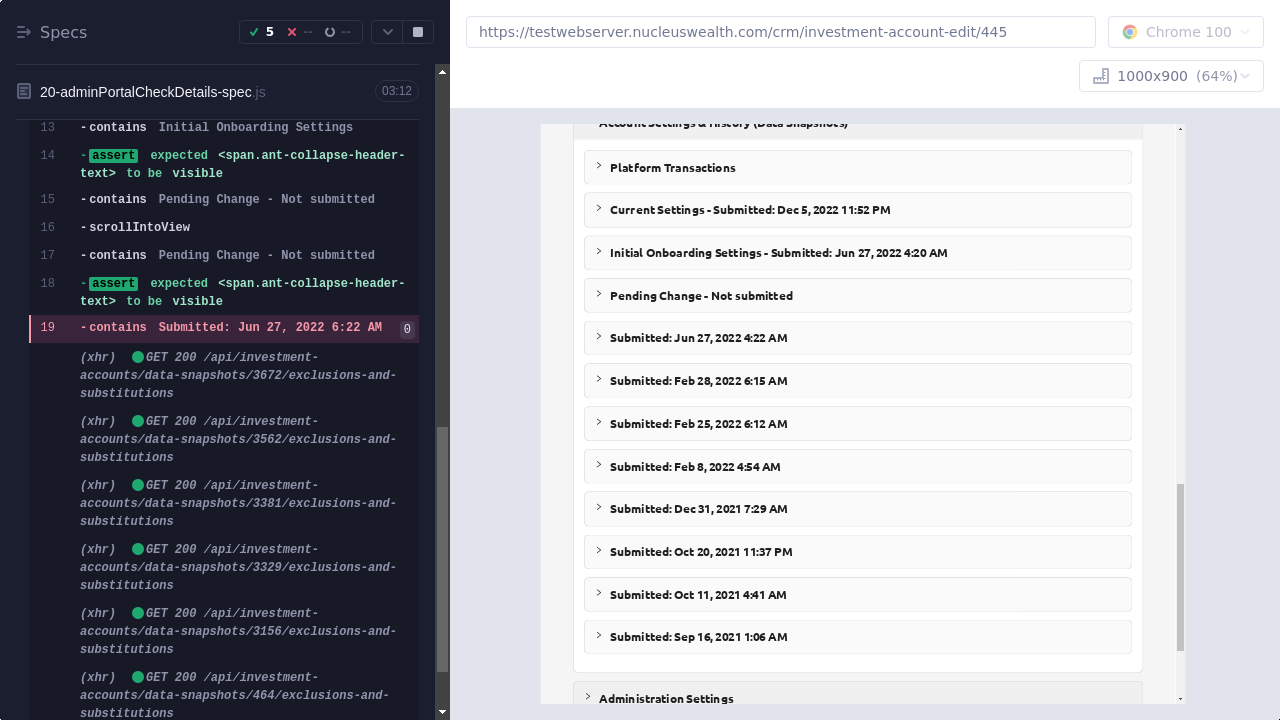 Specs
5
--
--
https://testwebserver.nucleuswealth.com/crm/investment-account-edit/445
Chrome 100
1000x900 (64%)
20-adminPortalCheckDetails-spec.js
03:12
13 -contains Initial Onboarding Settings
14 -assert expected <span.ant-collapse-header-
text> to be visible
15 -contains Pending Change - Not submitted
16 -scrollIntoView
17 -contains Pending Change - Not submitted
18 -assert expected <span.ant-collapse-header-
text> to be visible
19 -contains Submitted: Jun 27, 2022 6:22 AM 0
(xhr) GET 200 /api/investment-
accounts/data-snapshots/3672/exclusions-and-
substitutions
(xhr) GET 200 /api/investment-
accounts/data-snapshots/3562/exclusions-and-
substitutions
(xhr) GET 200 /api/investment-
accounts/data-snapshots/3381/exclusions-and-
substitutions
(xhr) GET 200 /api/investment-
accounts/data-snapshots/3329/exclusions-and-
substitutions
(xhr) GET 200 /api/investment-
accounts/data-snapshots/3156/exclusions-and-
substitutions
(xhr) GET 200 /api/investment-
accounts/data-snapshots/464/exclusions-and-
substitutions
Account Settings & History (Data Snapshots)
Platform Transactions
Current Settings - Submitted: Dec 5, 2022 11:52 PM
Initial Onboarding Settings - Submitted: Jun 27, 2022 4:20 AM
Pending Change - Not submitted
Submitted: Jun 27, 2022 4:22 AM
Submitted: Feb 28, 2022 6:15 AM
Submitted: Feb 25, 2022 6:12 AM
Submitted: Feb 8, 2022 4:54 AM
Submitted: Dec 31, 2021 7:29 AM
Submitted: Oct 20, 2021 11:37 PM
Submitted: Oct 11, 2021 4:41 AM
Submitted: Sep 16, 2021 1:06 AM
Administration Settings